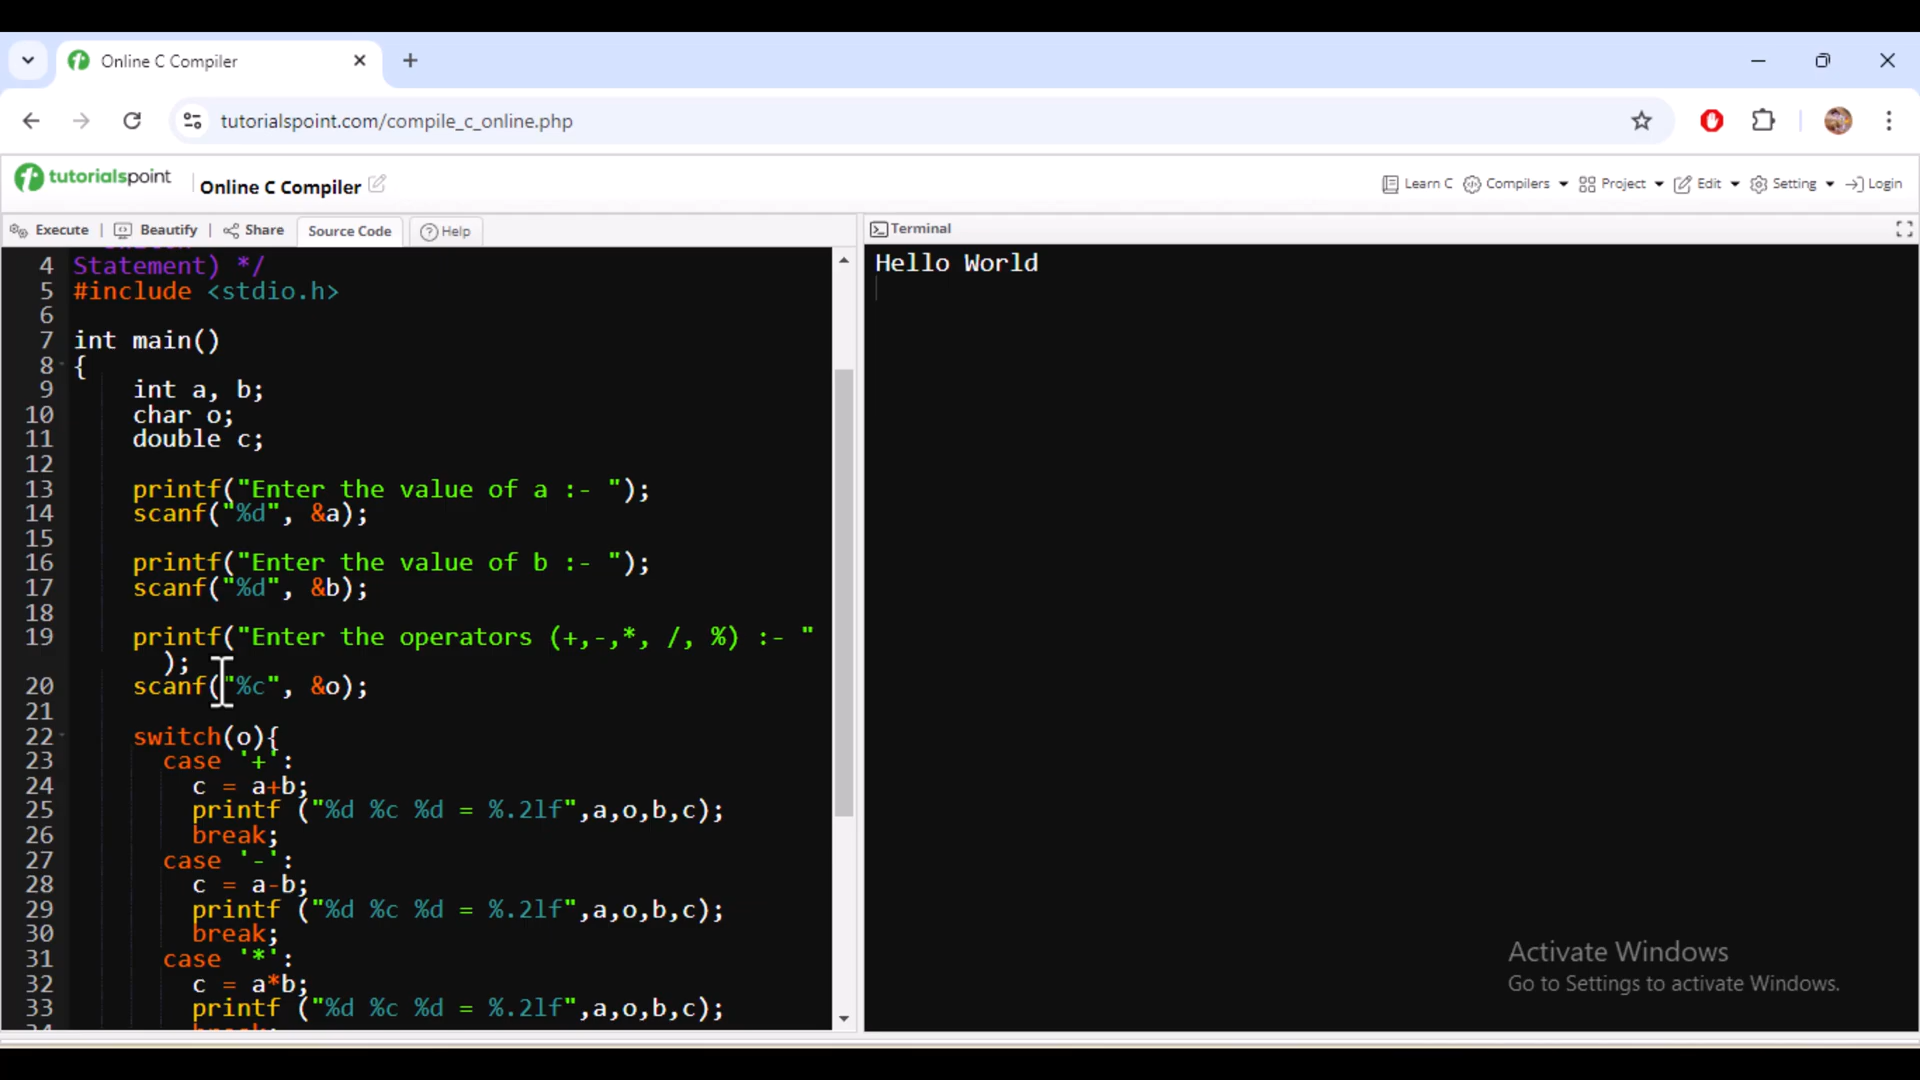 Online C Compiler
tutorialspoint.com/compile_c_online.php
tutorialspoint
Online C Compiler
Learn C Compilers Project Edit Setting Login
Execute Beautify Share Source Code Help
Terminal
4 Statement) */
5 #include <stdio.h>
6
7 int main()
8 {
9 int a, b;
10 char o;
11 double c;
12
13 printf("Enter the value of a :- ");
14 scanf("%d", &a);
15
16 printf("Enter the value of b :- ");
17 scanf("%d", &b);
18
19 printf("Enter the operators (+,-,*, /, %) :- "
);
20 scanf("%c", &o);
21
22 switch(o){
23 case '+':
24 c = a+b;
25 printf ("%d %c %d = %.2lf",a,o,b,c);
26 break;
27 case '-':
28 c = a-b;
29 printf ("%d %c %d = %.2lf",a,o,b,c);
30 break;
31 case '*':
32 c = a*b;
33 printf ("%d %c %d = %.2lf",a,o,b,c);
Hello World
Activate Windows
Go to Settings to activate Windows.